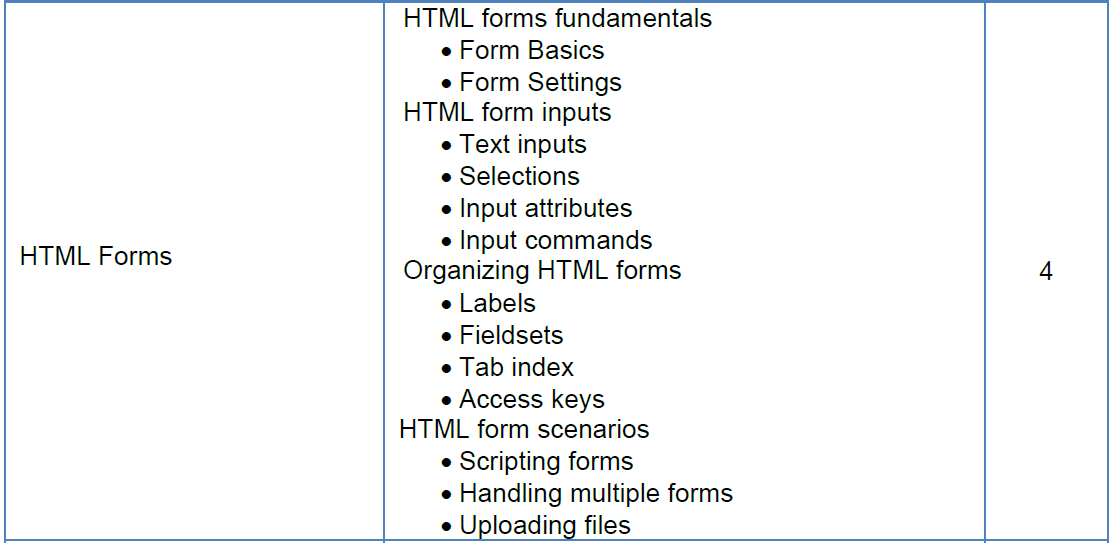 HTML Forms
HTML forms fundamentals
• Form Basics
• Form Settings
HTML form inputs
• Text inputs
• Selections
• Input attributes
• Input commands
Organizing HTML forms
• Labels
• Fieldsets
• Tab index
• Access keys
HTML form scenarios
• Scripting forms
• Handling multiple forms
• Uploading files
4